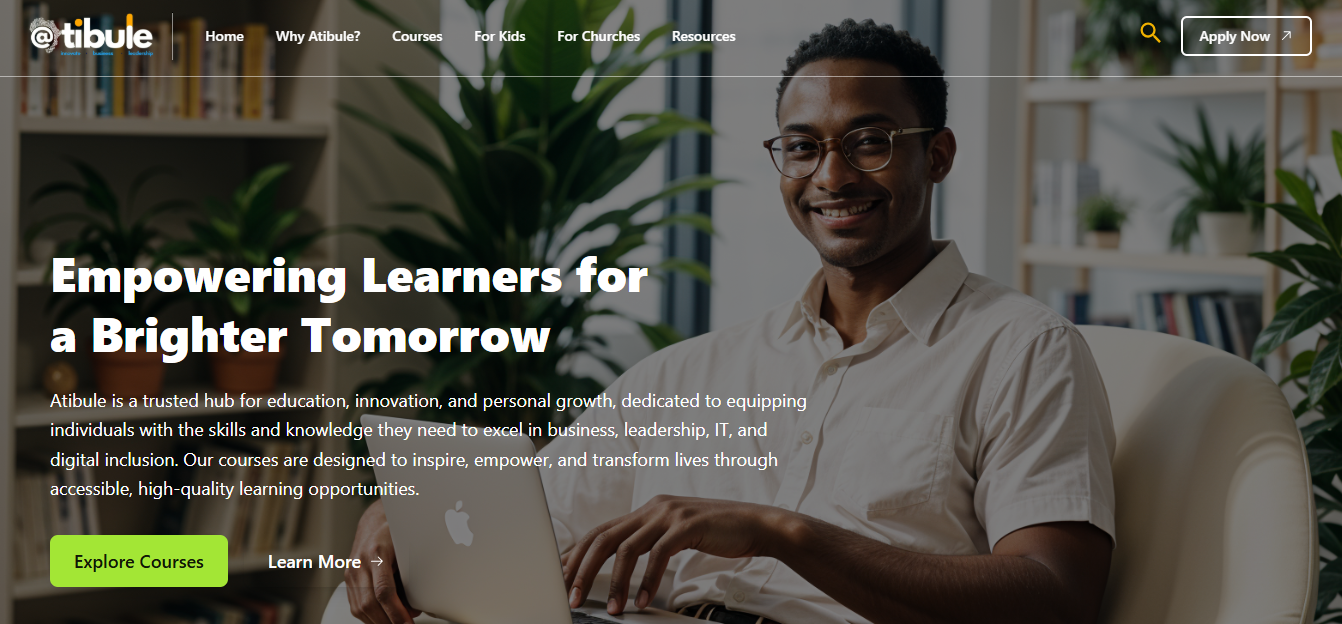 @tibule
Home
Why Atibule?
Courses
For Kids
For Churches
Resources
Apply Now
Empowering Learners for
a Brighter Tomorrow
Atibule is a trusted hub for education, innovation, and personal growth, dedicated to equipping
individuals with the skills and knowledge they need to excel in business, leadership, IT, and
digital inclusion. Our courses are designed to inspire, empower, and transform lives through
accessible, high-quality learning opportunities.
Explore Courses
Learn More